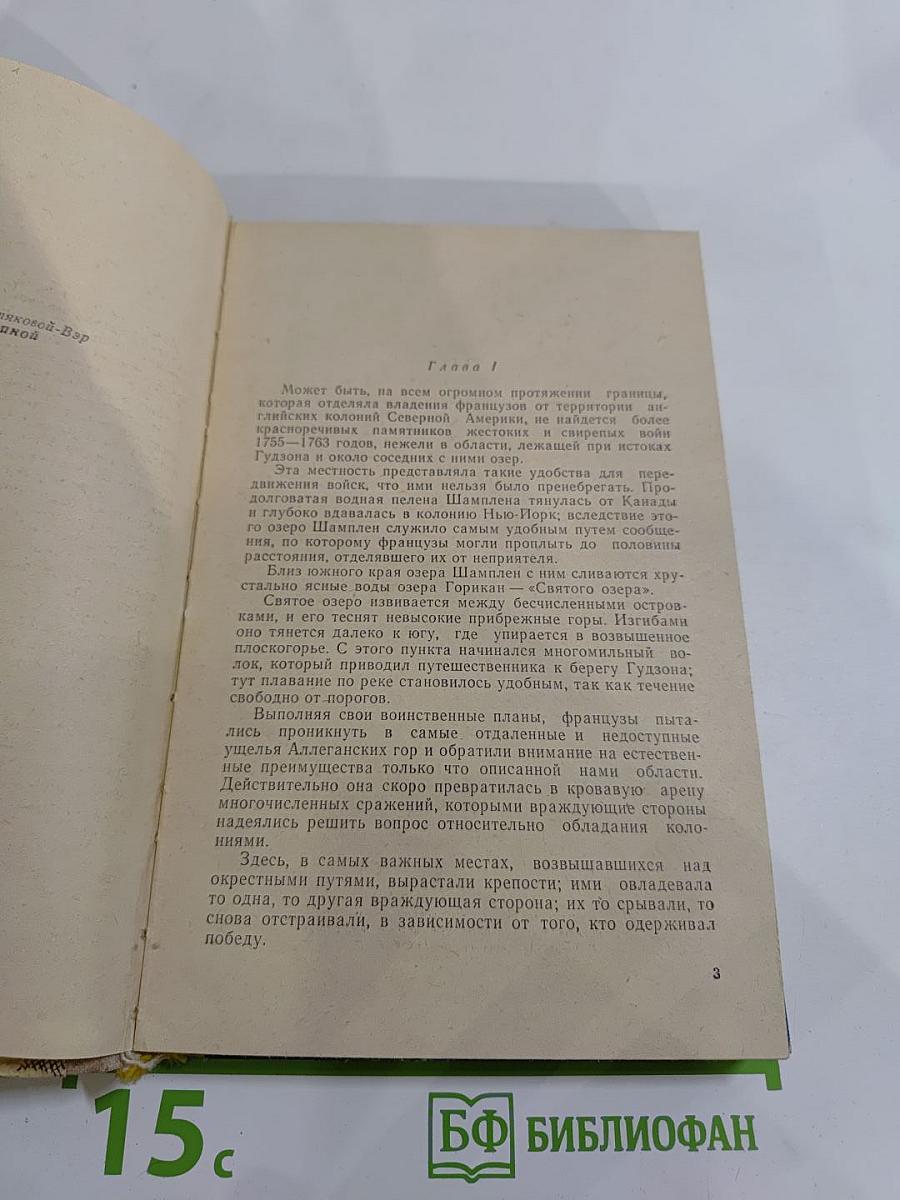 -Вэр
Глава I
Может быть, на всем огромном протяжении границы,
которая отделяла владения французов от территории ан-
глийских колоний Северной Америки, не найдется более
красноречивых памятников жестоких и свирепых войн
1755—1763 годов, нежели в области, лежащей при истоках
Гудзона и около соседних с ними озер.
Эта местность представляла такие удобства для пере-
движения войск, что ими нельзя было пренебрегать. Про-
долговатая водная пелена Шамплена тянулась от Канады
и глубоко вдавалась в колонию Нью-Йорк; вследствие это-
го озеро Шамплен служило самым удобным путем сообще-
ния, по которому французы могли проплыть до половины
расстояния, отделявшего их от неприятеля.
Близ южного края озера Шамплен с ним сливаются хру-
стально ясные воды озера Горикан — «Святого озера».
Святое озеро извивается между бесчисленными остров-
ками, и его теснят невысокие прибрежные горы. Изгибами
оно тянется далеко к югу, где упирается в возвышенное
плоскогорье. С этого пункта начинался многомильный во-
лок, который приводил путешественника к берегу Гудзона;
тут плавание по реке становилось удобным, так как течение
свободно от порогов.
Выполняя свои воинственные планы, французы пыта-
лись проникнуть в самые отдаленные и недоступные
ущелья Аллеганских гор и обратили внимание на естествен-
ные преимущества только что описанной нами области.
Действительно она скоро превратилась в кровавую арену
многочисленных сражений, которыми враждующие стороны
надеялись решить вопрос относительно обладания коло-
ниями.
Здесь, в самых важных местах, возвышавшихся над
окрестными путями, вырастали крепости; ими овладевала
то одна, то другая враждующая сторона; их то срывали, то
снова отстраивали, в зависимости от того, кто одерживал
победу.
3
15 с
БФ БИБЛИОФАН